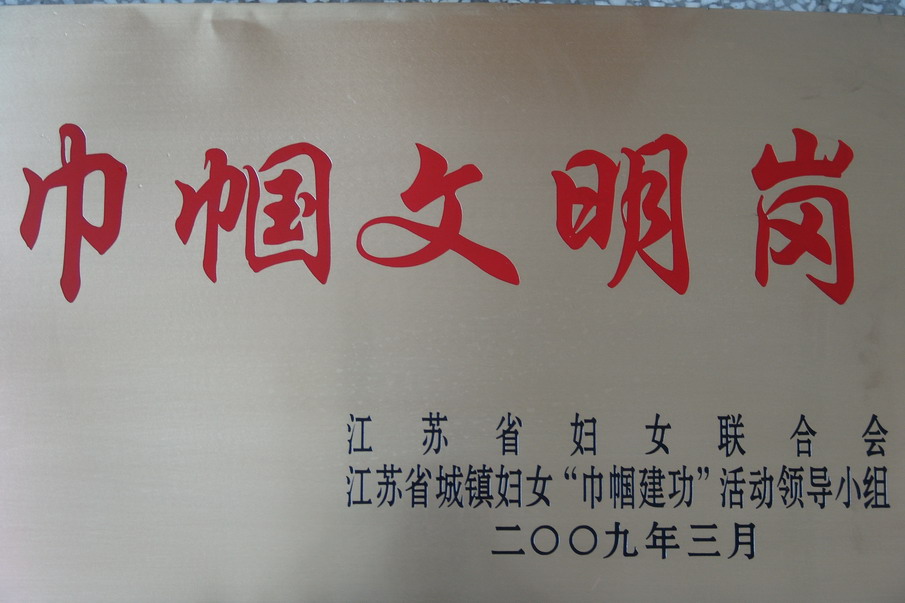 巾帼文明岗
江苏省妇女联合会
江苏省城镇妇女“巾帼建功”活动领导小组
二〇〇九年三月